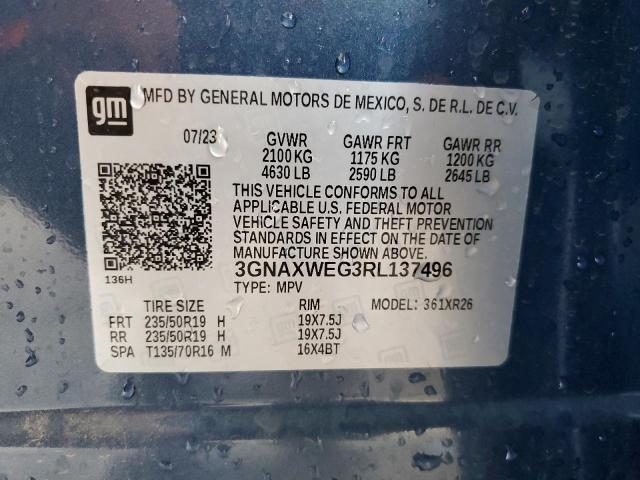 gm MFD BY GENERAL MOTORS DE MEXICO, S. DE R.L. DE C.V.
07/23 GVWR GAWR FRT GAWR RR
2100 KG 1175 KG 1200 KG
4630 LB 2590 LB 2645 LB
THIS VEHICLE CONFORMS TO ALL
APPLICABLE U.S. FEDERAL MOTOR
VEHICLE SAFETY AND THEFT PREVENTION
STANDARDS IN EFFECT ON THE DATE OF
MANUFACTURE SHOWN ABOVE.
3GNAXWEG3RL137496
136H TYPE: MPV
TIRE SIZE RIM MODEL: 361XR26
FRT 235/50R19 H 19X7.5J
RR 235/50R19 H 19X7.5J
SPA T135/70R16 M 16X4BT